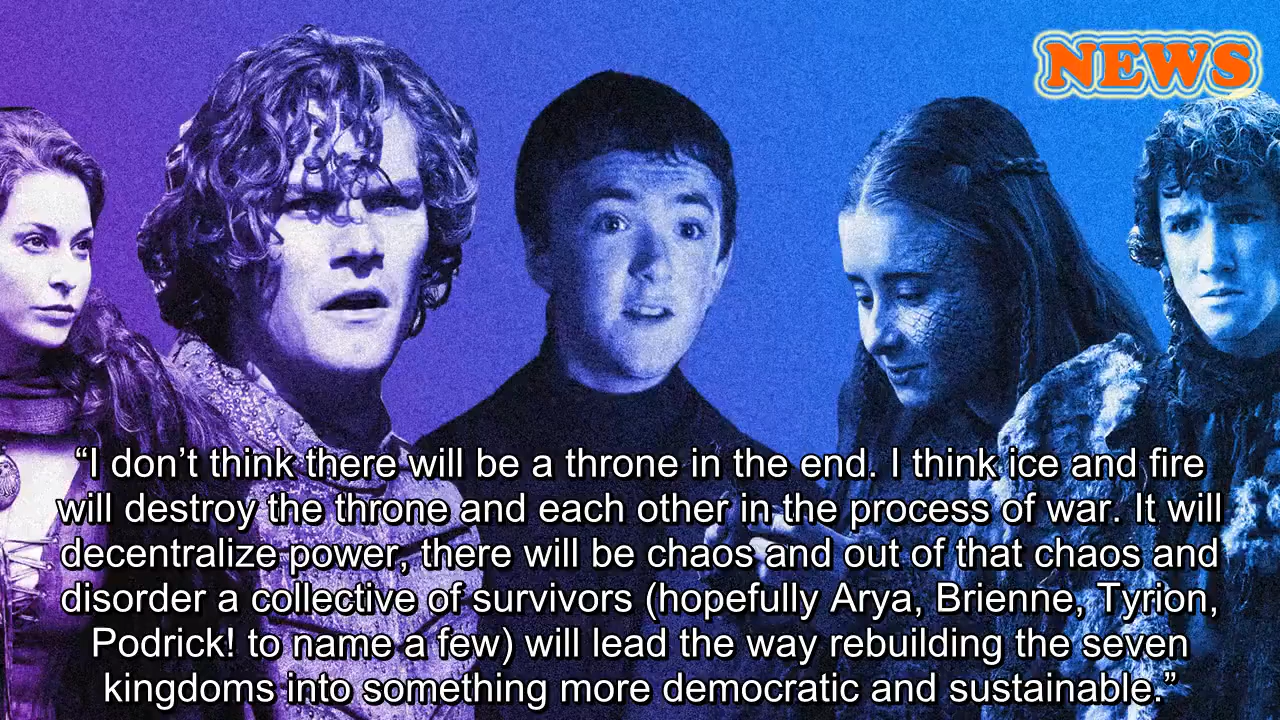 NEWS
“I don’t think there will be a throne in the end. I think ice and fire
will destroy the throne and each other in the process of war. It will
decentralize power, there will be chaos and out of that chaos and
disorder a collective of survivors (hopefully Arya, Brienne, Tyrion,
Podrick! to name a few) will lead the way rebuilding the seven
kingdoms into something more democratic and sustainable.”